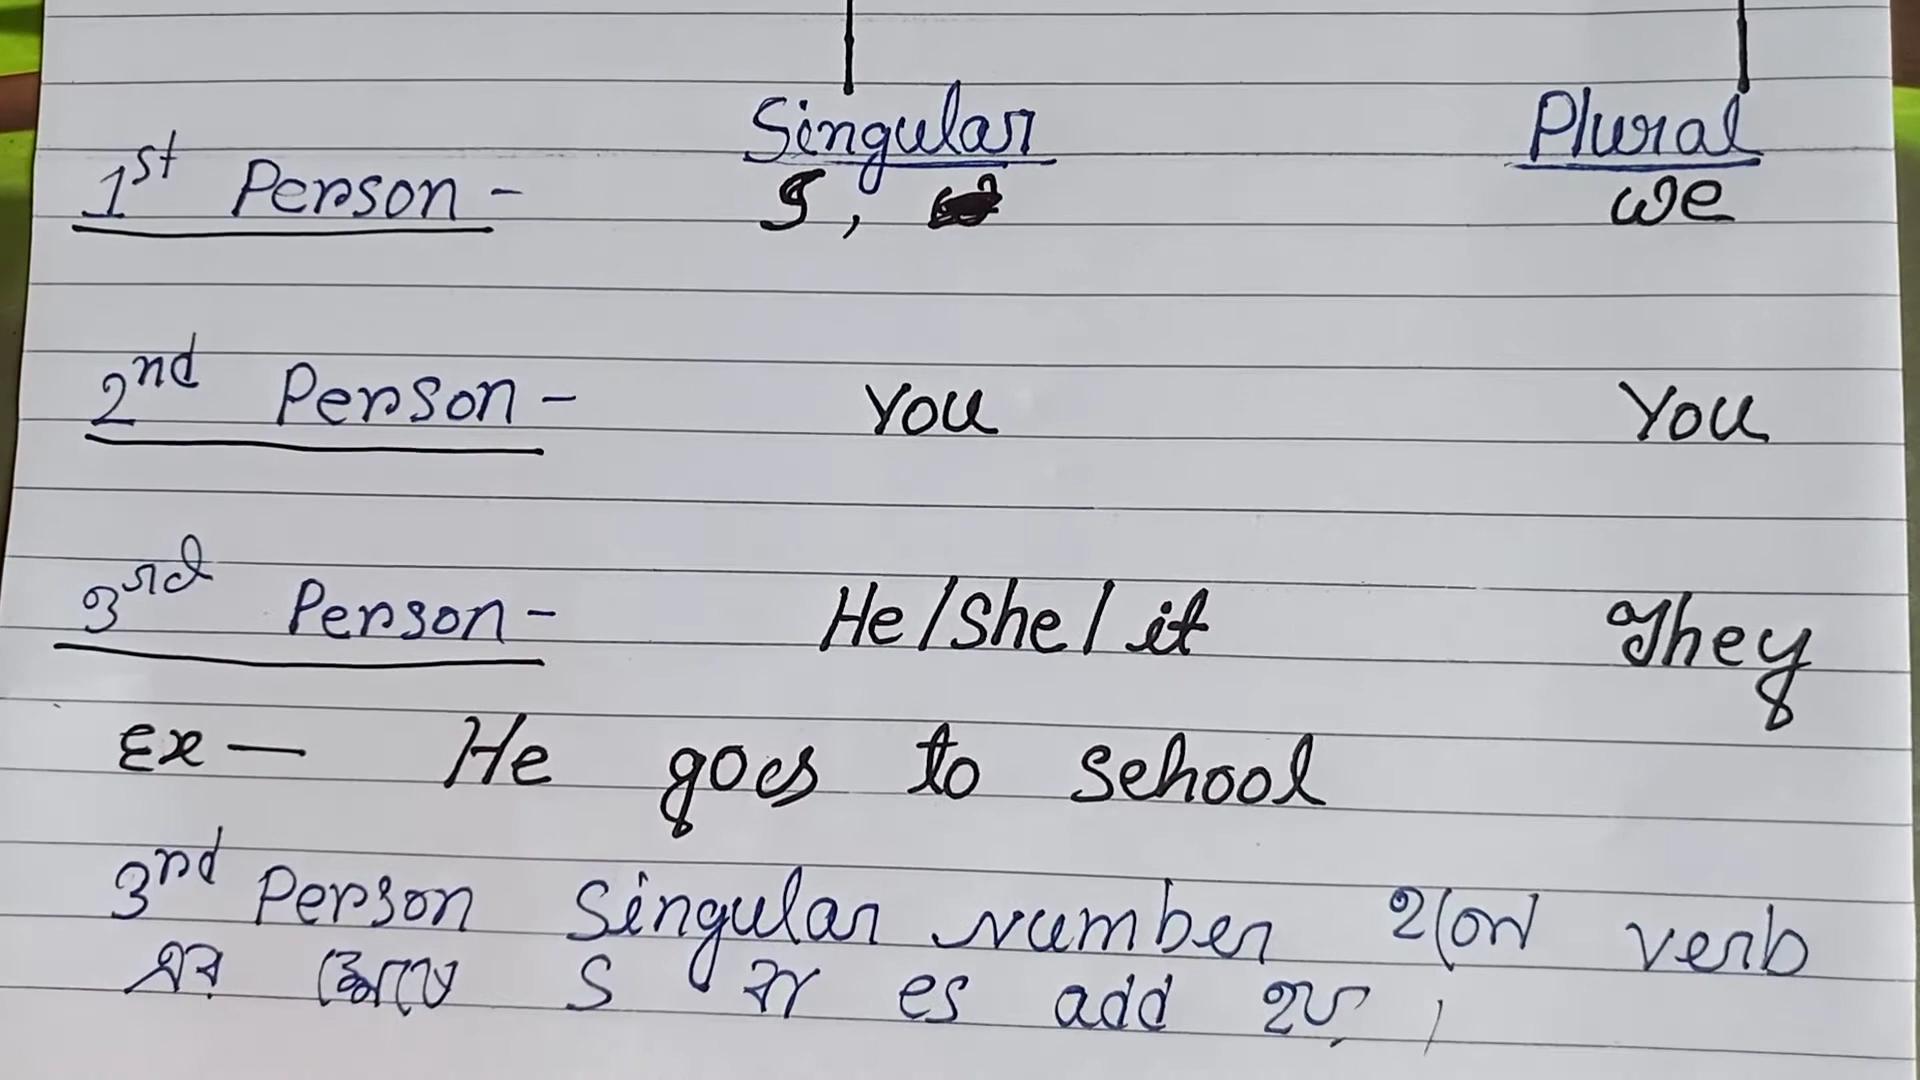 Singular Plural
1st Person - I, we
2nd Person - You You
3rd Person - He/She/it They
Ex — He goes to school
3rd Person Singular number হলে verb
এর শেষে s বা es add হয় ।